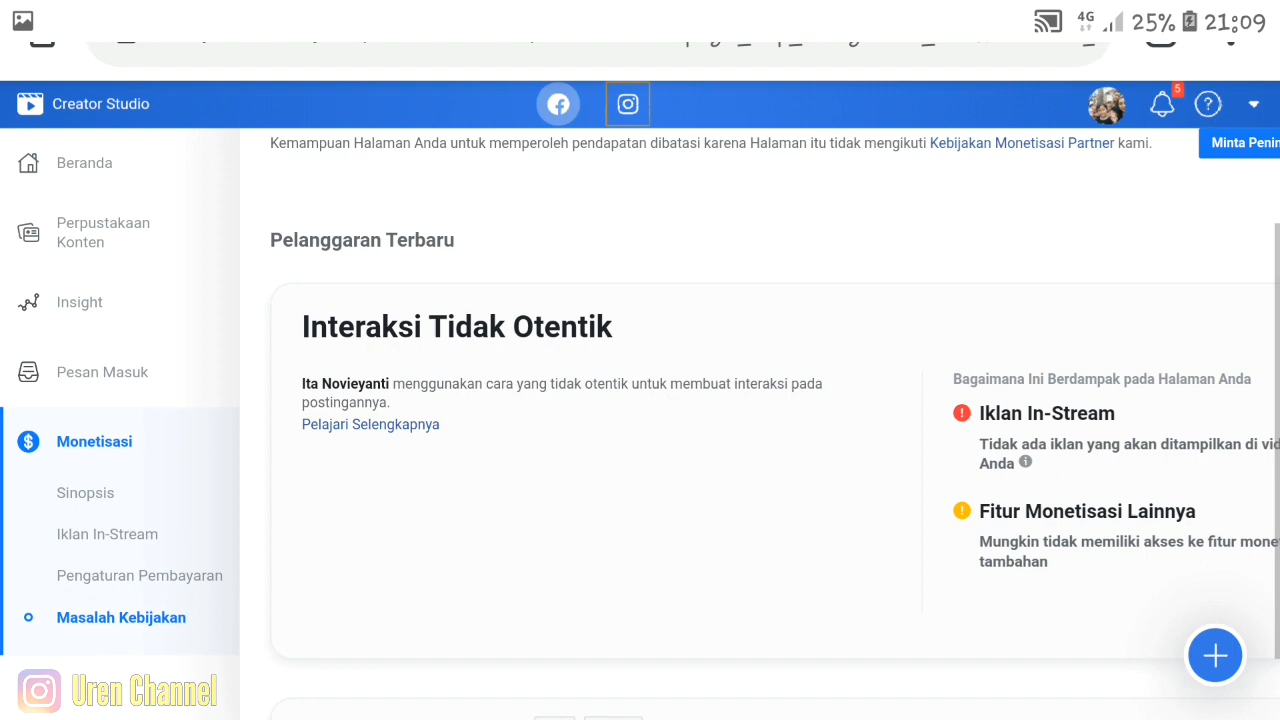 4G 25% 21:09
Creator Studio
5
?
Kemampuan Halaman Anda untuk memperoleh pendapatan dibatasi karena Halaman itu tidak mengikuti Kebijakan Monetisasi Partner kami.
Minta Penin
Beranda
Perpustakaan
Konten
Insight
Pesan Masuk
Monetisasi
Sinopsis
Iklan In-Stream
Pengaturan Pembayaran
Masalah Kebijakan
Pelanggaran Terbaru
Interaksi Tidak Otentik
Ita Novieyanti menggunakan cara yang tidak otentik untuk membuat interaksi pada
postingannya.
Pelajari Selengkapnya
Bagaimana Ini Berdampak pada Halaman Anda
Iklan In-Stream
Tidak ada iklan yang akan ditampilkan di vid
Anda
Fitur Monetisasi Lainnya
Mungkin tidak memiliki akses ke fitur mone
tambahan
Uren Channel